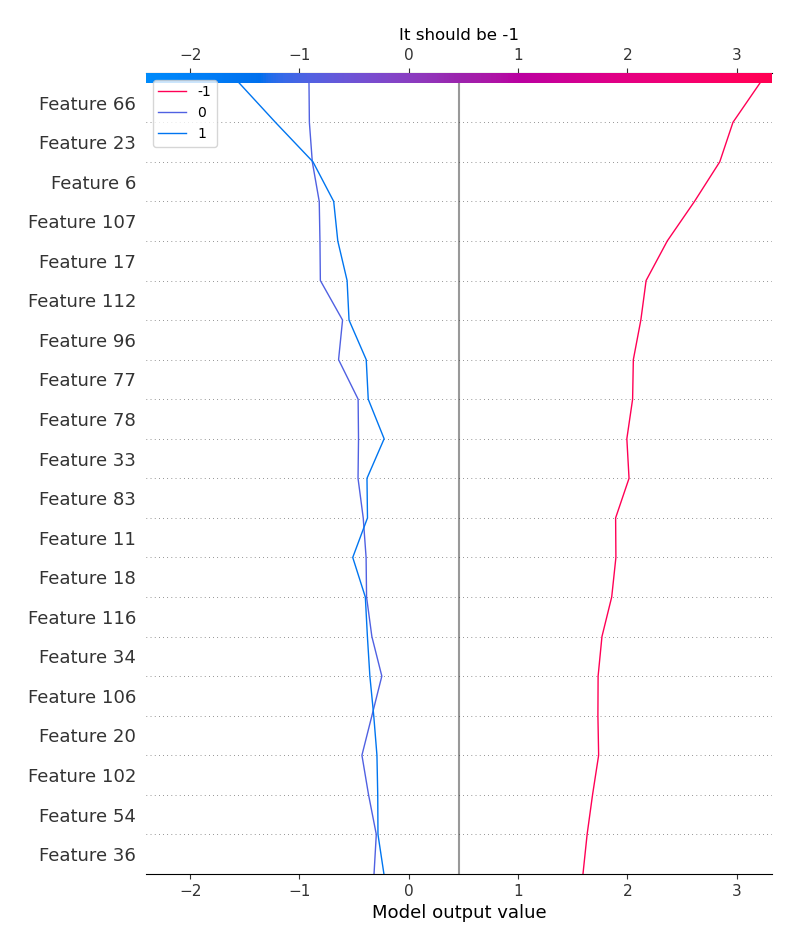 It should be -1
−2 −1 0 1 2 3
-1
0
1
Feature 66
Feature 23
Feature 6
Feature 107
Feature 17
Feature 112
Feature 96
Feature 77
Feature 78
Feature 33
Feature 83
Feature 11
Feature 18
Feature 116
Feature 34
Feature 106
Feature 20
Feature 102
Feature 54
Feature 36
−2 −1 0 1 2 3
Model output value